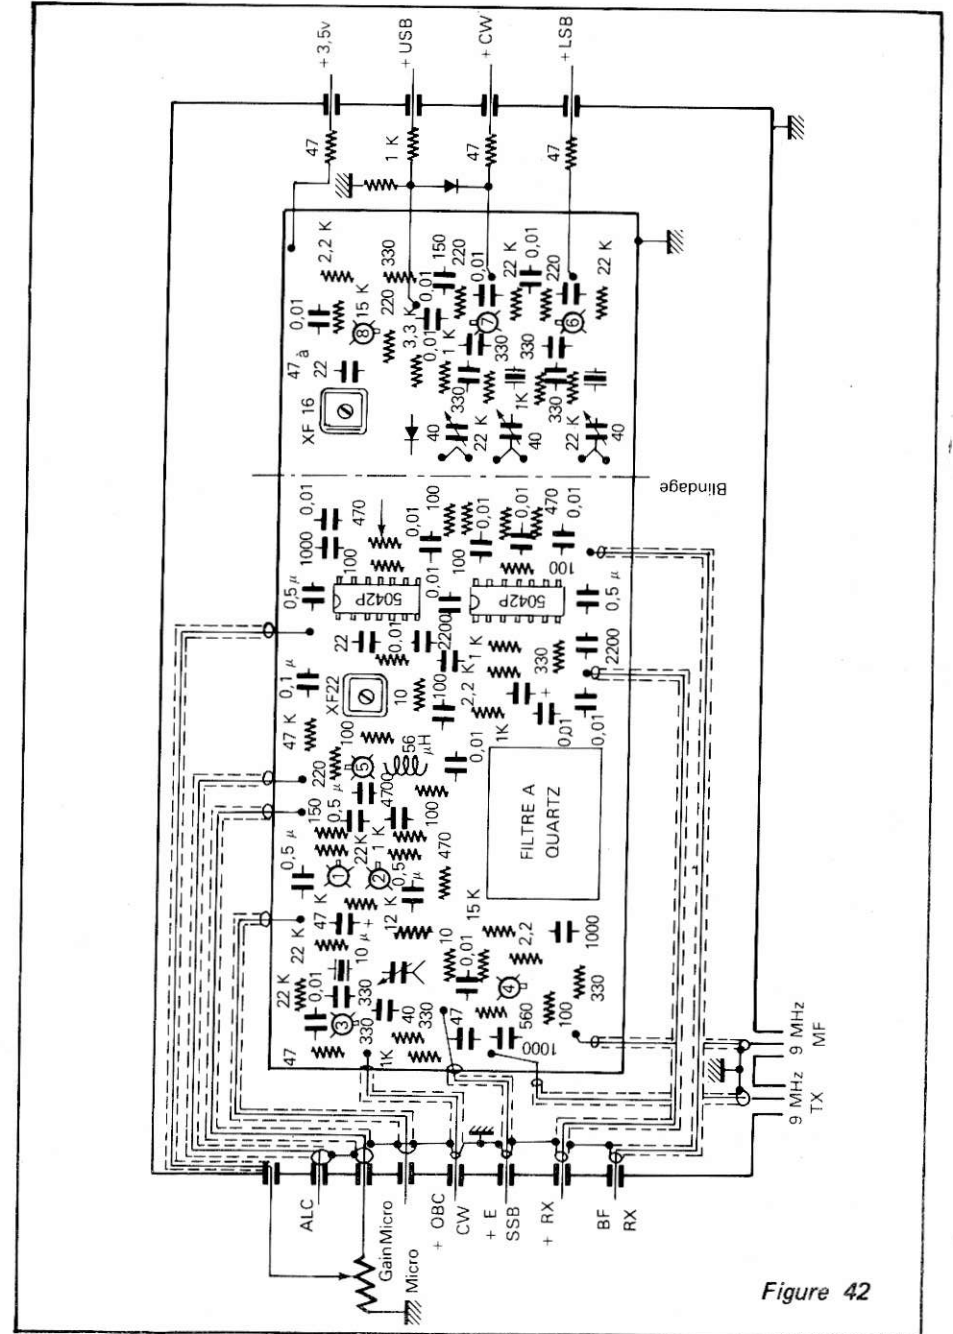 +3,5v
+USB
+CW
+LSB
47
1 K
47
47
2,2 K
330
150
220
0,01
22 K
0,01
220
22 K
0,01
15 K
8
220
3,3 K
0,01
0,01
1 K
7
6
47
à
22
330
330
XF 16
330
1K
330
40
22 K
40
22 K
40
Blindage
0,01
470
0,01
100
0,01
0,01
470
0,01
1000
100
0,01
100
100
0,5 µ
5042P
5042P
0,5 µ
22
0,01
2200
1 K
330
2200
0,1 µ
XF22
10
100
2,2 K
+
47 K
100
56
µH
0,01
1K
0,01
0,01
220
5
4700
100
150
0,5 µ
FILTRE A
QUARTZ
0,5 µ
22K
1 K
470
1
2
0,5
µ
47 K
12 K
15 K
22 K
10 µ +
10
0,01
2,2
1000
22 K
0,01
330
4
330
3
330
40
330
47
560
100
47
1K
1000
ALC
Gain Micro
Micro
+ OBC
CW
+ E
SSB
+ RX
BF
RX
9 MHz
TX
9 MHz
MF
Figure 42